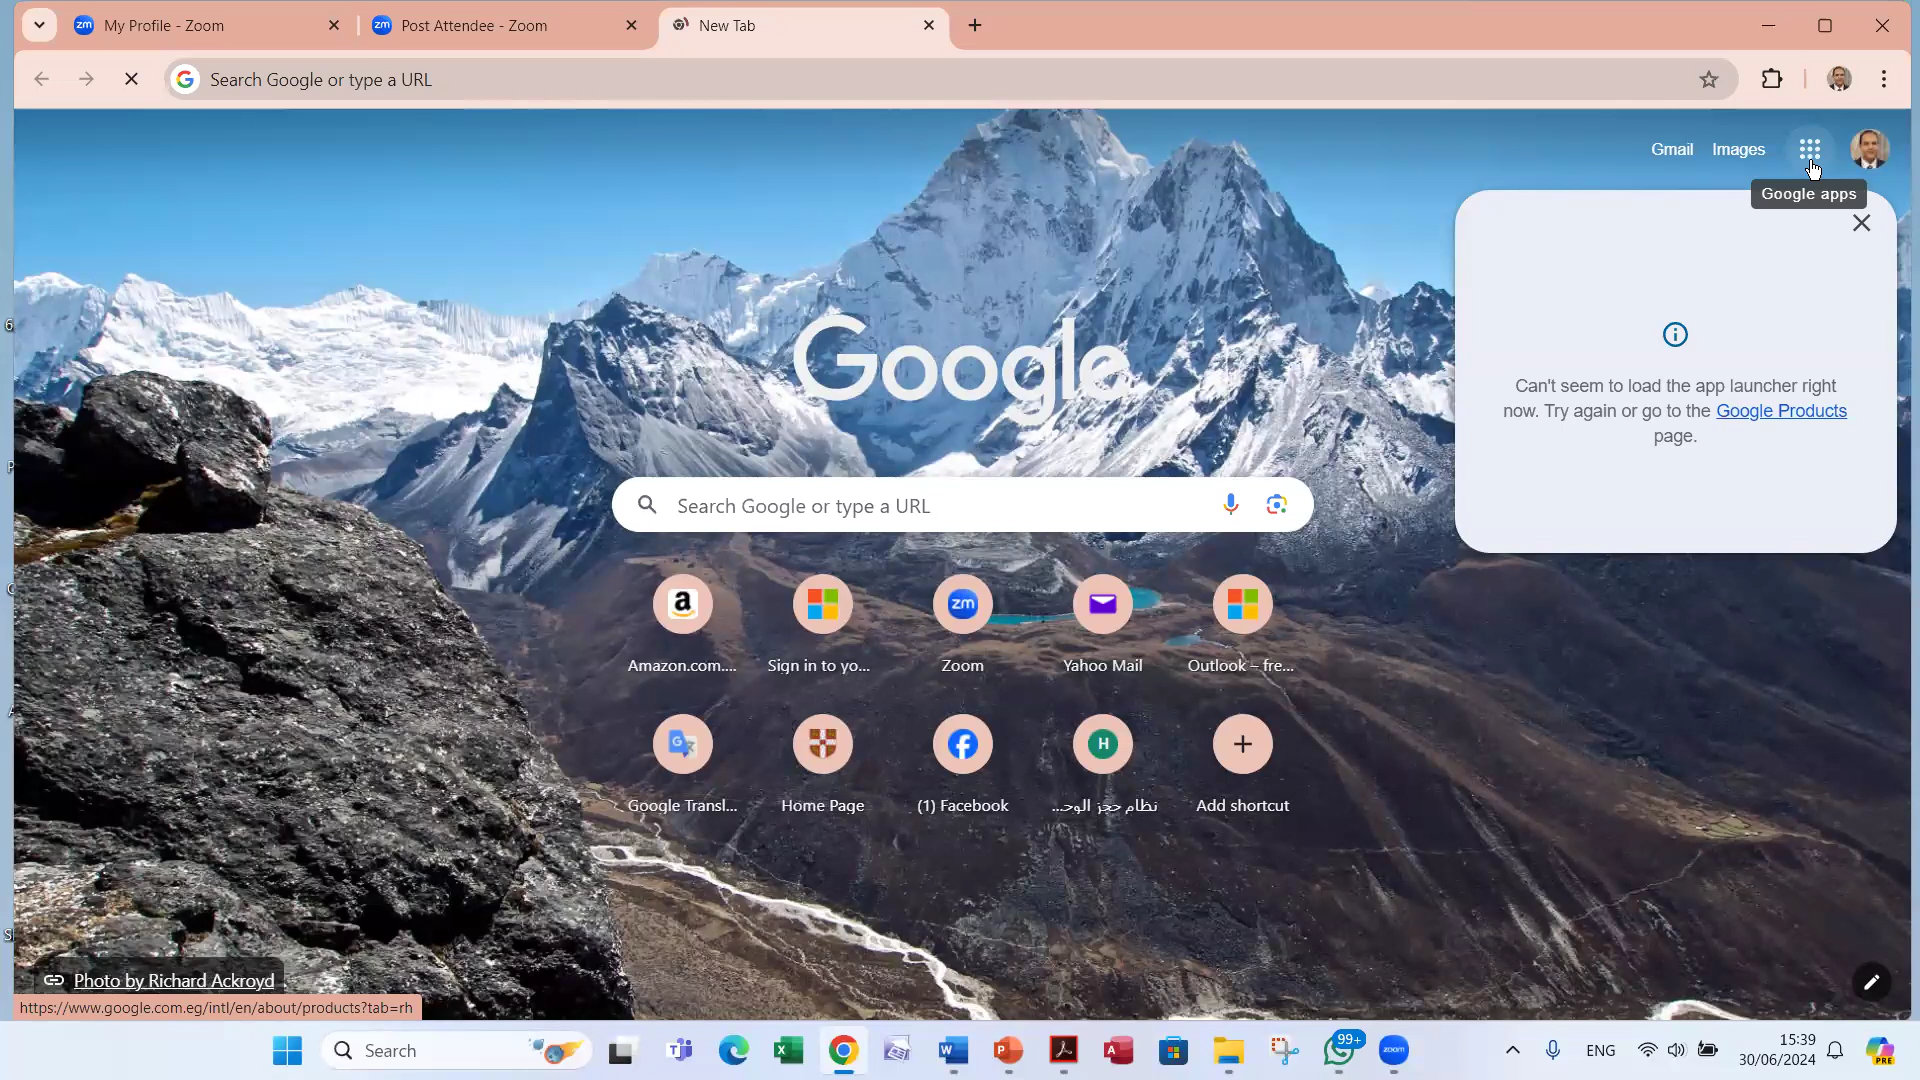 My Profile - Zoom
Post Attendee - Zoom
New Tab
Search Google or type a URL
Gmail
Images
Google apps
Can't seem to load the app launcher right
now. Try again or go to the Google Products
page.
Google
Search Google or type a URL
Amazon.com....
Sign in to yo...
Zoom
Yahoo Mail
Outlook – fre...
Google Transl...
Home Page
(1) Facebook
نظام حجز الوحـ...
Add shortcut
Photo by Richard Ackroyd
https://www.google.com.eg/intl/en/about/products?tab=rh
Search
99+
zoom
ENG
15:39
30/06/2024
PRE